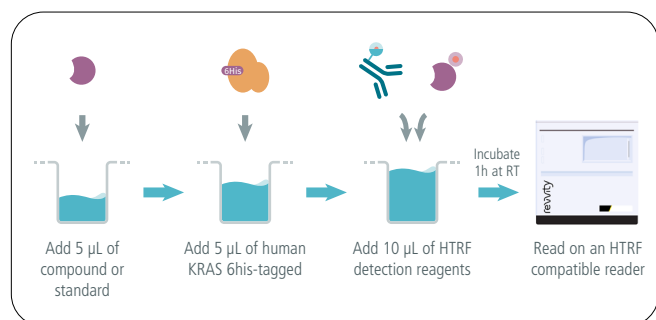 6His
Incubate
1h at RT
revvity
Add 5 µL of
compound or
standard
Add 5 µL of human
KRAS 6his-tagged
Add 10 µL of HTRF
detection reagents
Read on an HTRF
compatible reader